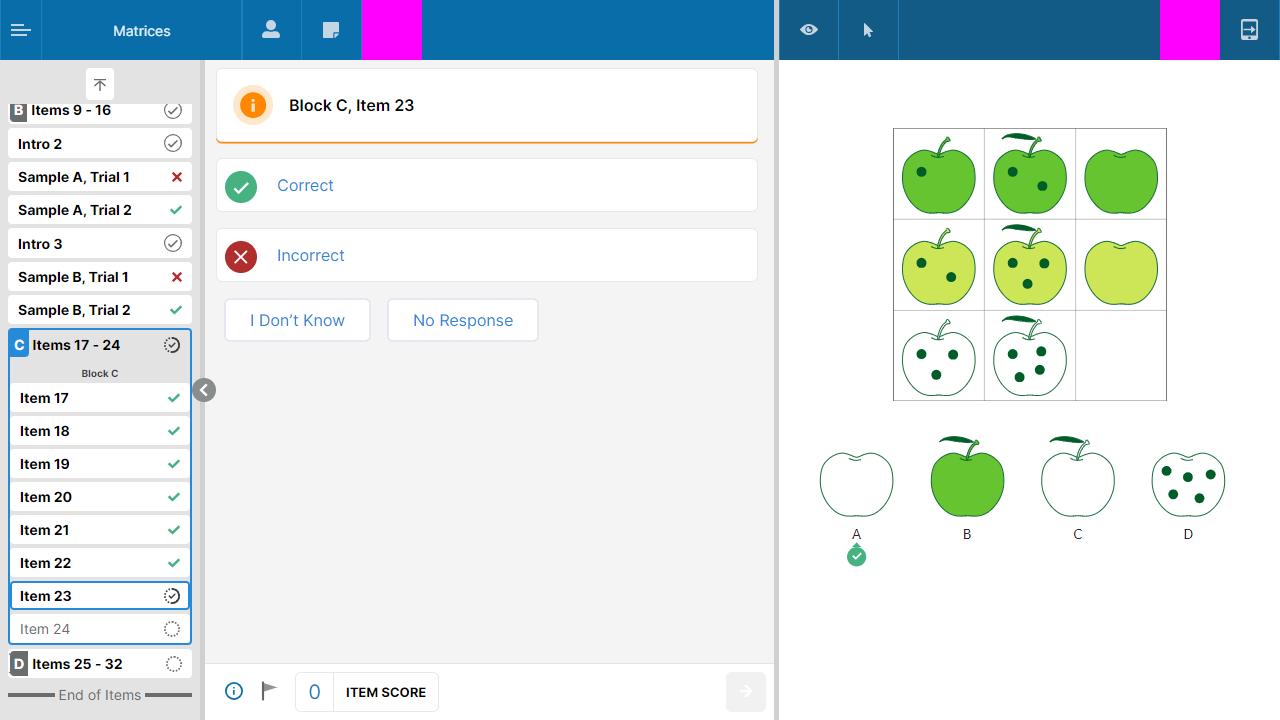 Matrices
B Items 9 - 16
Intro 2
Sample A, Trial 1
Sample A, Trial 2
Intro 3
Sample B, Trial 1
Sample B, Trial 2
C Items 17 - 24
Block C
Item 17
Item 18
Item 19
Item 20
Item 21
Item 22
Item 23
Item 24
D Items 25 - 32
End of Items
Block C, Item 23
Correct
Incorrect
I Don’t Know
No Response
0 ITEM SCORE
A B C D